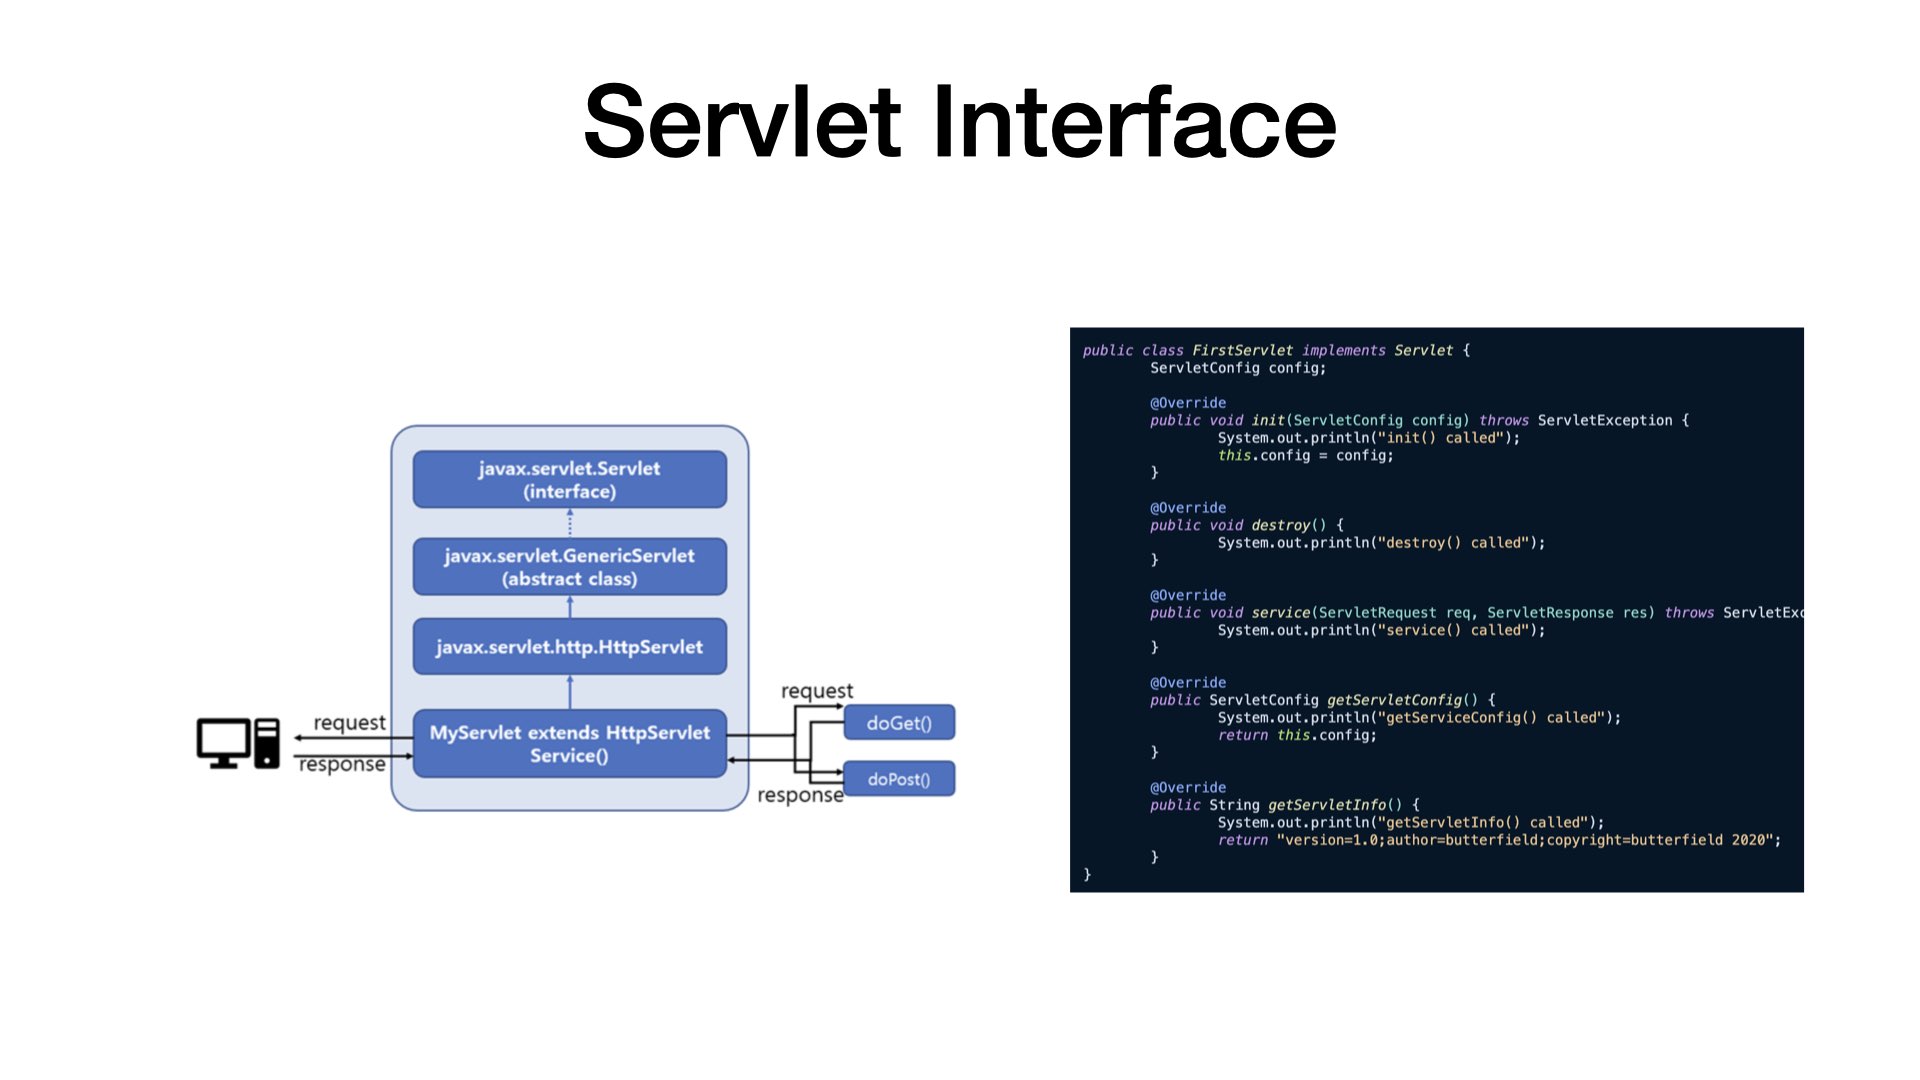 Servlet Interface
javax.servlet.Servlet
(interface)
javax.servlet.GenericServlet
(abstract class)
javax.servlet.http.HttpServlet
MyServlet extends HttpServlet
Service()
request
response
request
response
doGet()
doPost()
public class FirstServlet implements Servlet {
ServletConfig config;
@Override
public void init(ServletConfig config) throws ServletException {
System.out.println("init() called");
this.config = config;
}
@Override
public void destroy() {
System.out.println("destroy() called");
}
@Override
public void service(ServletRequest req, ServletResponse res) throws ServletExc
System.out.println("service() called");
}
@Override
public ServletConfig getServletConfig() {
System.out.println("getServiceConfig() called");
return this.config;
}
@Override
public String getServletInfo() {
System.out.println("getServletInfo() called");
return "version=1.0;author=butterfield;copyright=butterfield 2020";
}
}